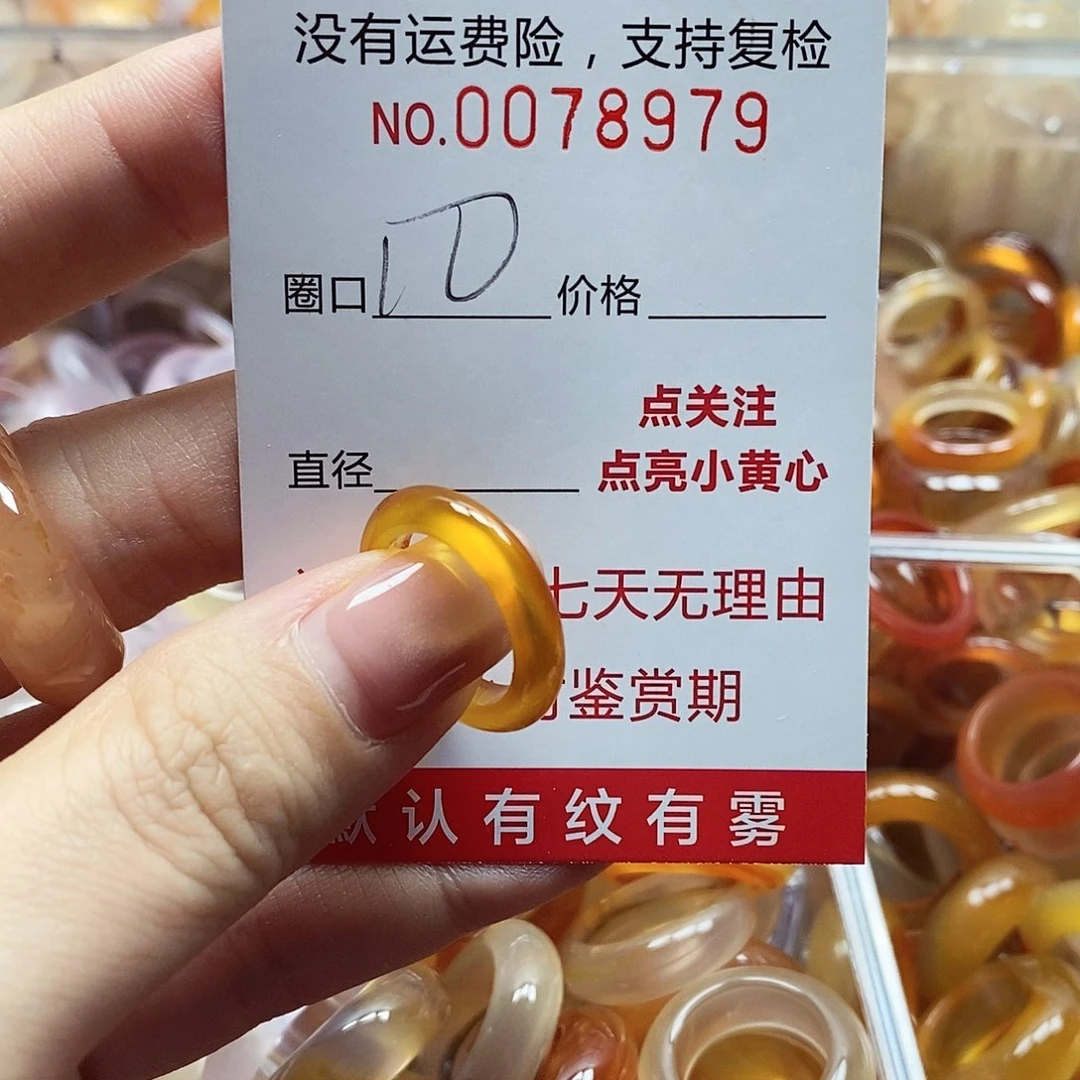 没有运费险，支持复检
NO.0078979
圈口 价格
点关注
直径 点亮小黄心
七天无理由
鉴赏期
认有纹有雾